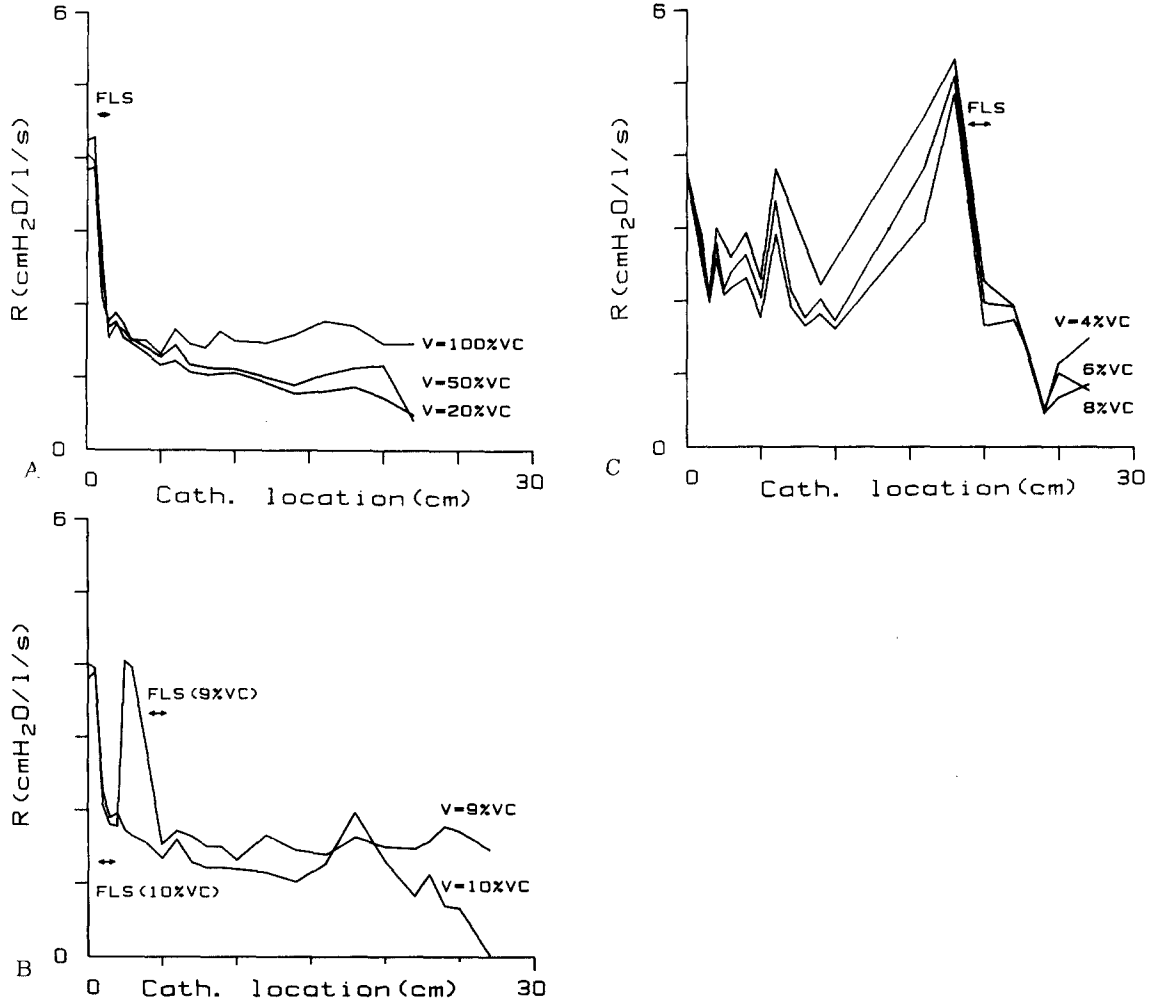 6
FLS
R(cmH2O/l/s)
V=100%VC
V=50%VC
V=20%VC
0
A
0
30
Cath. location(cm)
6
FLS(9%VC)
R(cmH2O/l/s)
V=9%VC
FLS(10%VC)
V=10%VC
0
B
0
Cath. location(cm)
30
6
FLS
R(cmH2O/l/s)
V=4%VC
6%VC
8%VC
0
C
0
30
Cath. location(cm)